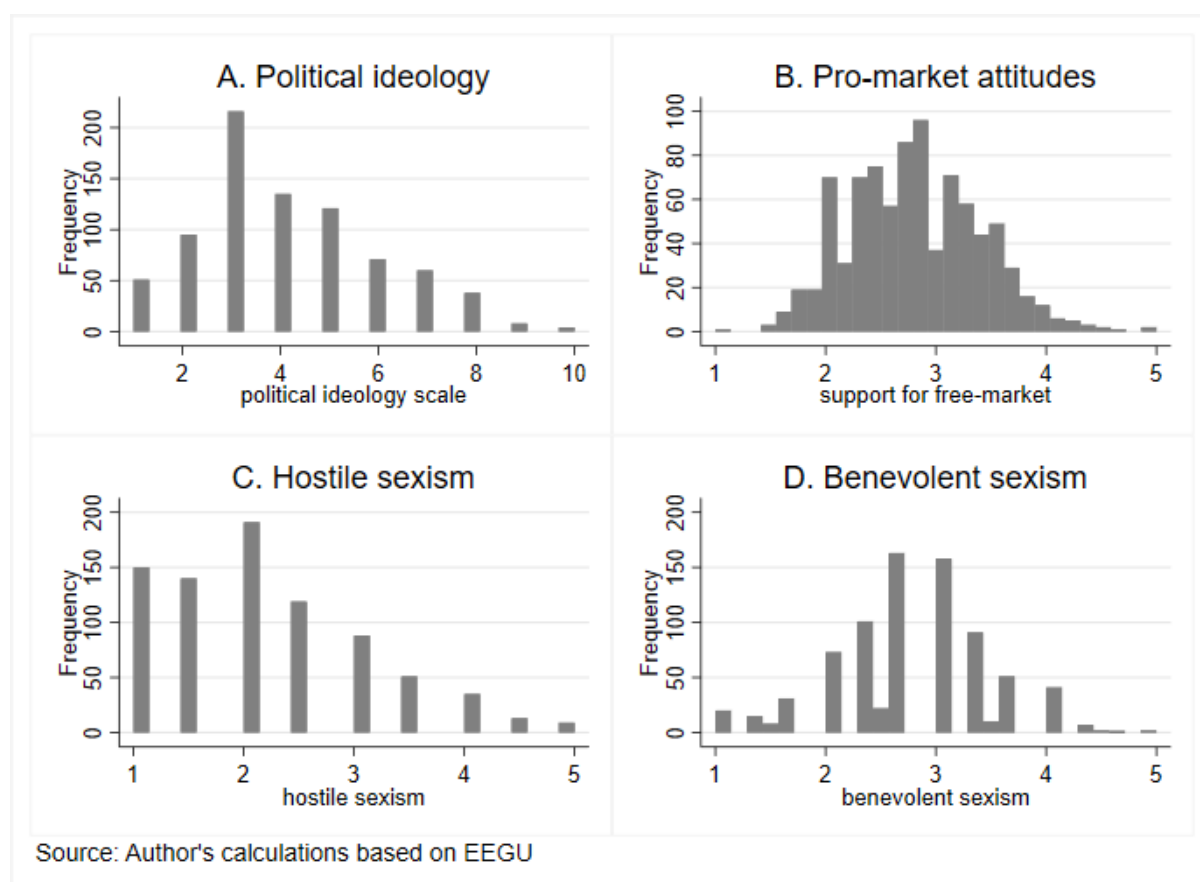 A. Political ideology
Frequency
0 50 100 150 200
2 4 6 8 10
political ideology scale
B. Pro-market attitudes
Frequency
0 20 40 60 80 100
1 2 3 4 5
support for free-market
C. Hostile sexism
Frequency
0 50 100 150 200
1 2 3 4 5
hostile sexism
D. Benevolent sexism
Frequency
0 50 100 150 200
1 2 3 4 5
benevolent sexism
Source: Author's calculations based on EEGU